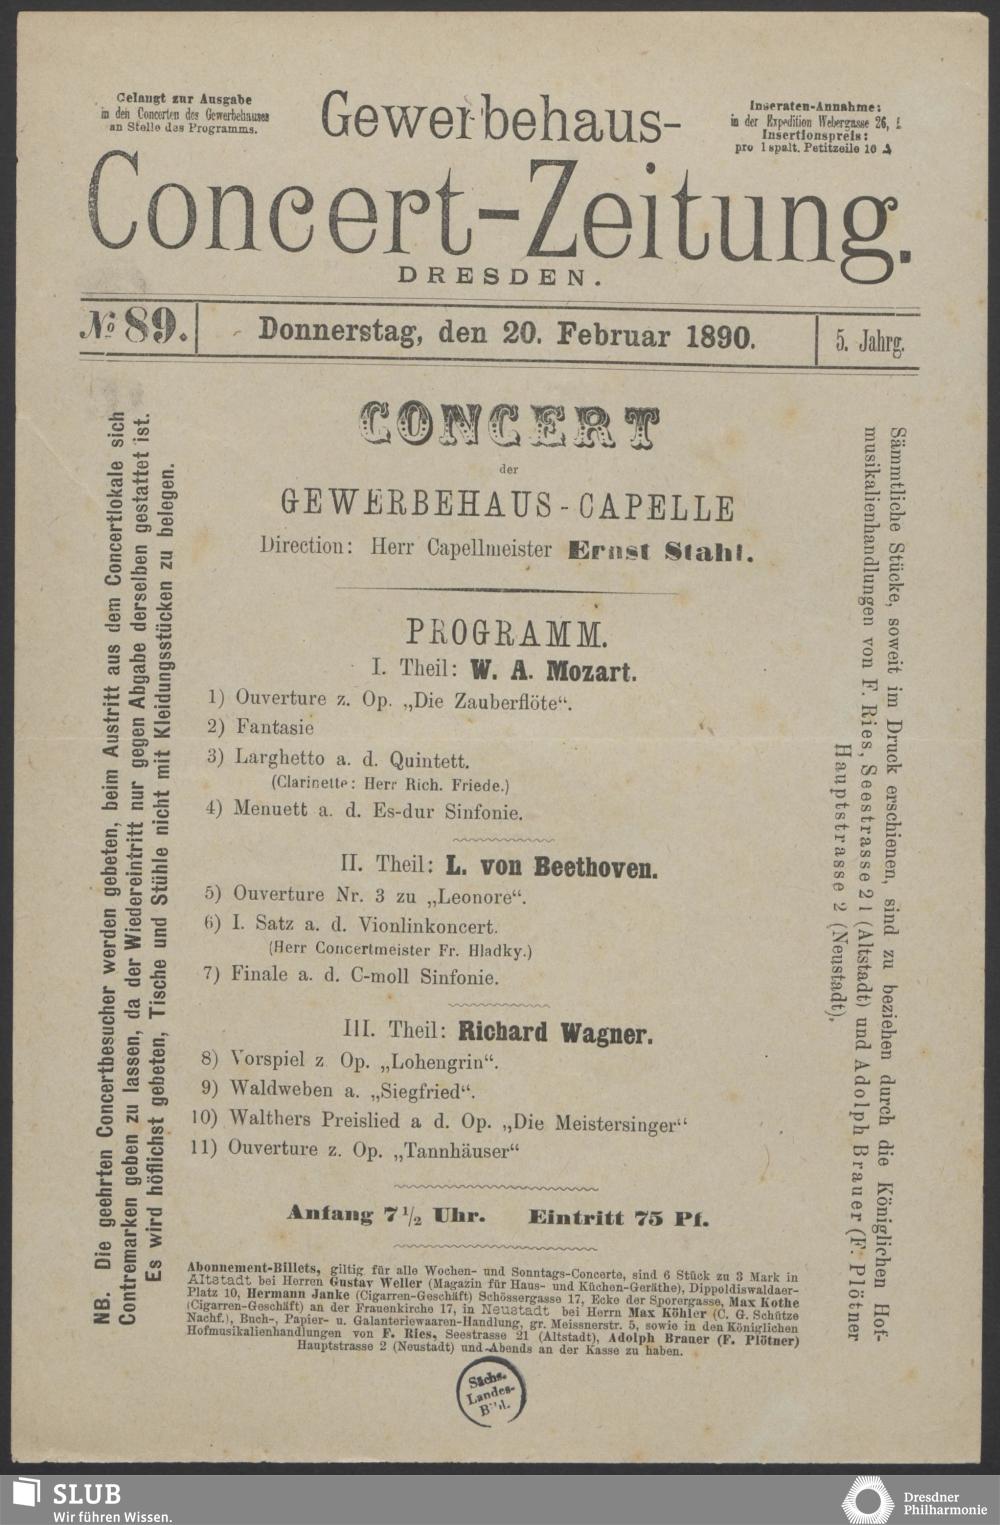 Gelangt zur Ausgabe
in den Concerten des Gewerbehauses
an Stelle das Programms.
Gewerbehaus-
Inseraten-Annahme:
in der Expedition Webergasse 26,
Insertionspreis:
pro 1 spalt. Petitzeile 10 ₰
Concert-Zeitung.
DRESDEN.
№ 89.
Donnerstag, den 20. Februar 1890.
5. Jahrg.
CONCERT
der
GEWERBEHAUS-CAPELLE
Direction: Herr Capellmeister Ernst Stahl.
PROGRAMM.
I. Theil: W. A. Mozart.
1) Ouverture z. Op. „Die Zauberflöte“.
2) Fantasie
3) Larghetto a. d. Quintett.
(Clarinette: Herr Rich. Friede.)
4) Menuett a. d. Es-dur Sinfonie.
II. Theil: L. von Beethoven.
5) Ouverture Nr. 3 zu „Leonore“.
6) I. Satz a. d. Vionlinkoncert.
(Herr Concertmeister Fr. Hladky.)
7) Finale a. d. C-moll Sinfonie.
III. Theil: Richard Wagner.
8) Vorspiel z Op. „Lohengrin“.
9) Waldweben a. „Siegfried“.
10) Walthers Preislied a d. Op. „Die Meistersinger“
11) Ouverture z. Op. „Tannhäuser“
Anfang 7 1/2 Uhr. Eintritt 75 Pf.
Abonnement-Billets, giltig für alle Wochen- und Sonntags-Concerte, sind 6 Stück zu 3 Mark in
Altstadt bei Herren Gustav Weller (Magazin für Haus- und Küchen-Geräthe), Dippoldiswaldaer-
Platz 10, Hermann Janke (Cigarren-Geschäft) Schössergasse 17, Ecke der Sporergasse, Max Kothe
(Cigarren-Geschäft) an der Frauenkirche 17, in Neustadt bei Herrn Max Köhler (C. G. Schütze
Nachf.), Buch-, Papier- u. Galanteriewaaren-Handlung, gr. Meissnerstr. 5, sowie in den Königlichen
Hofmusikalienhandlungen von F. Ries, Seestrasse 21 (Altstadt), Adolph Brauer (F. Plötner)
Hauptstrasse 2 (Neustadt) und Abends an der Kasse zu haben.
NB. Die geehrten Concertbesucher werden gebeten, beim Austritt aus dem Concertlokale sich
Contremarken geben zu lassen, da der Wiedereintritt nur gegen Abgabe derselben gestattet ist.
Es wird höflichst gebeten, Tische und Stühle nicht mit Kleidungsstücken zu belegen.
Sämmtliche Stücke, soweit im Druck erschienen, sind zu beziehen durch die Königlichen Hof-
musikalienhandlungen von F. Ries, Seestrasse 21 (Altstadt) und Adolph Brauer (F. Plötner
Hauptstrasse 2 (Neustadt).
Sächs.
Landes-
Bibl.
SLUB
Wir führen Wissen.
Dresdner
Philharmonie